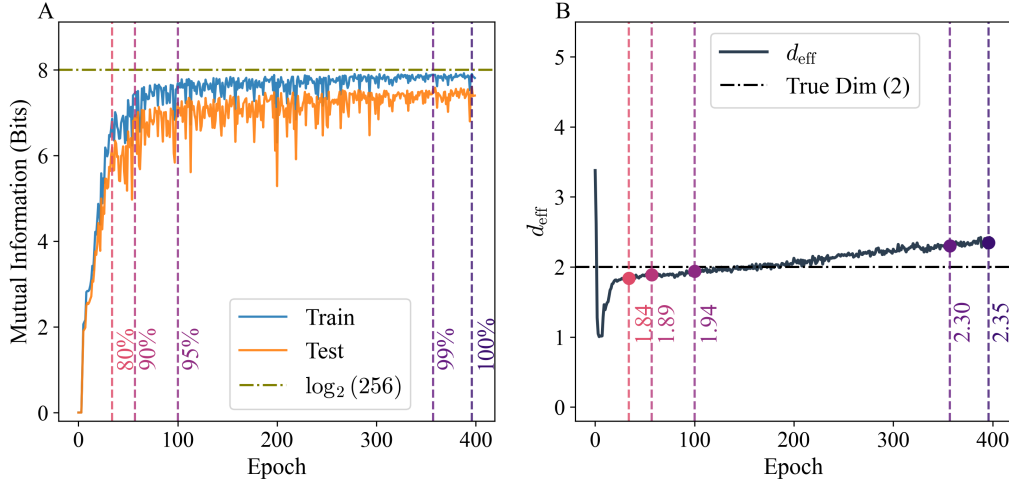 A
Mutual Information (Bits)
8
6
4
2
0
80%
90%
95%
99%
100%
Train
Test
log₂ (256)
0
100
200
300
400
Epoch
B
d_eff
5
4
3
2
1
0
d_eff
True Dim (2)
1.84
1.89
1.94
2.30
2.35
0
100
200
300
400
Epoch